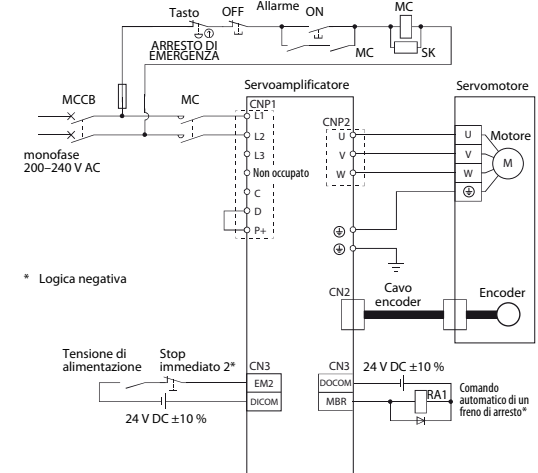 Tasto OFF Allarme ON MC
ARRESTO DI
EMERGENZA
MC SK
Servoamplificatore Servomotore
MCCB MC CNP1
L1
CNP2
L2 U U Motore
L3 V V M
Non occupato W W
monofase
200–240 V AC
C
D
P+
* Logica negativa
CN2 Cavo
encoder
Encoder
Tensione di
alimentazione
Stop
immediato 2*
CN3 CN3 24 V DC ±10 %
EM2 DOCOM
DICOM MBR RA1
Comando
automatico di un
freno di arresto*
24 V DC ±10 %